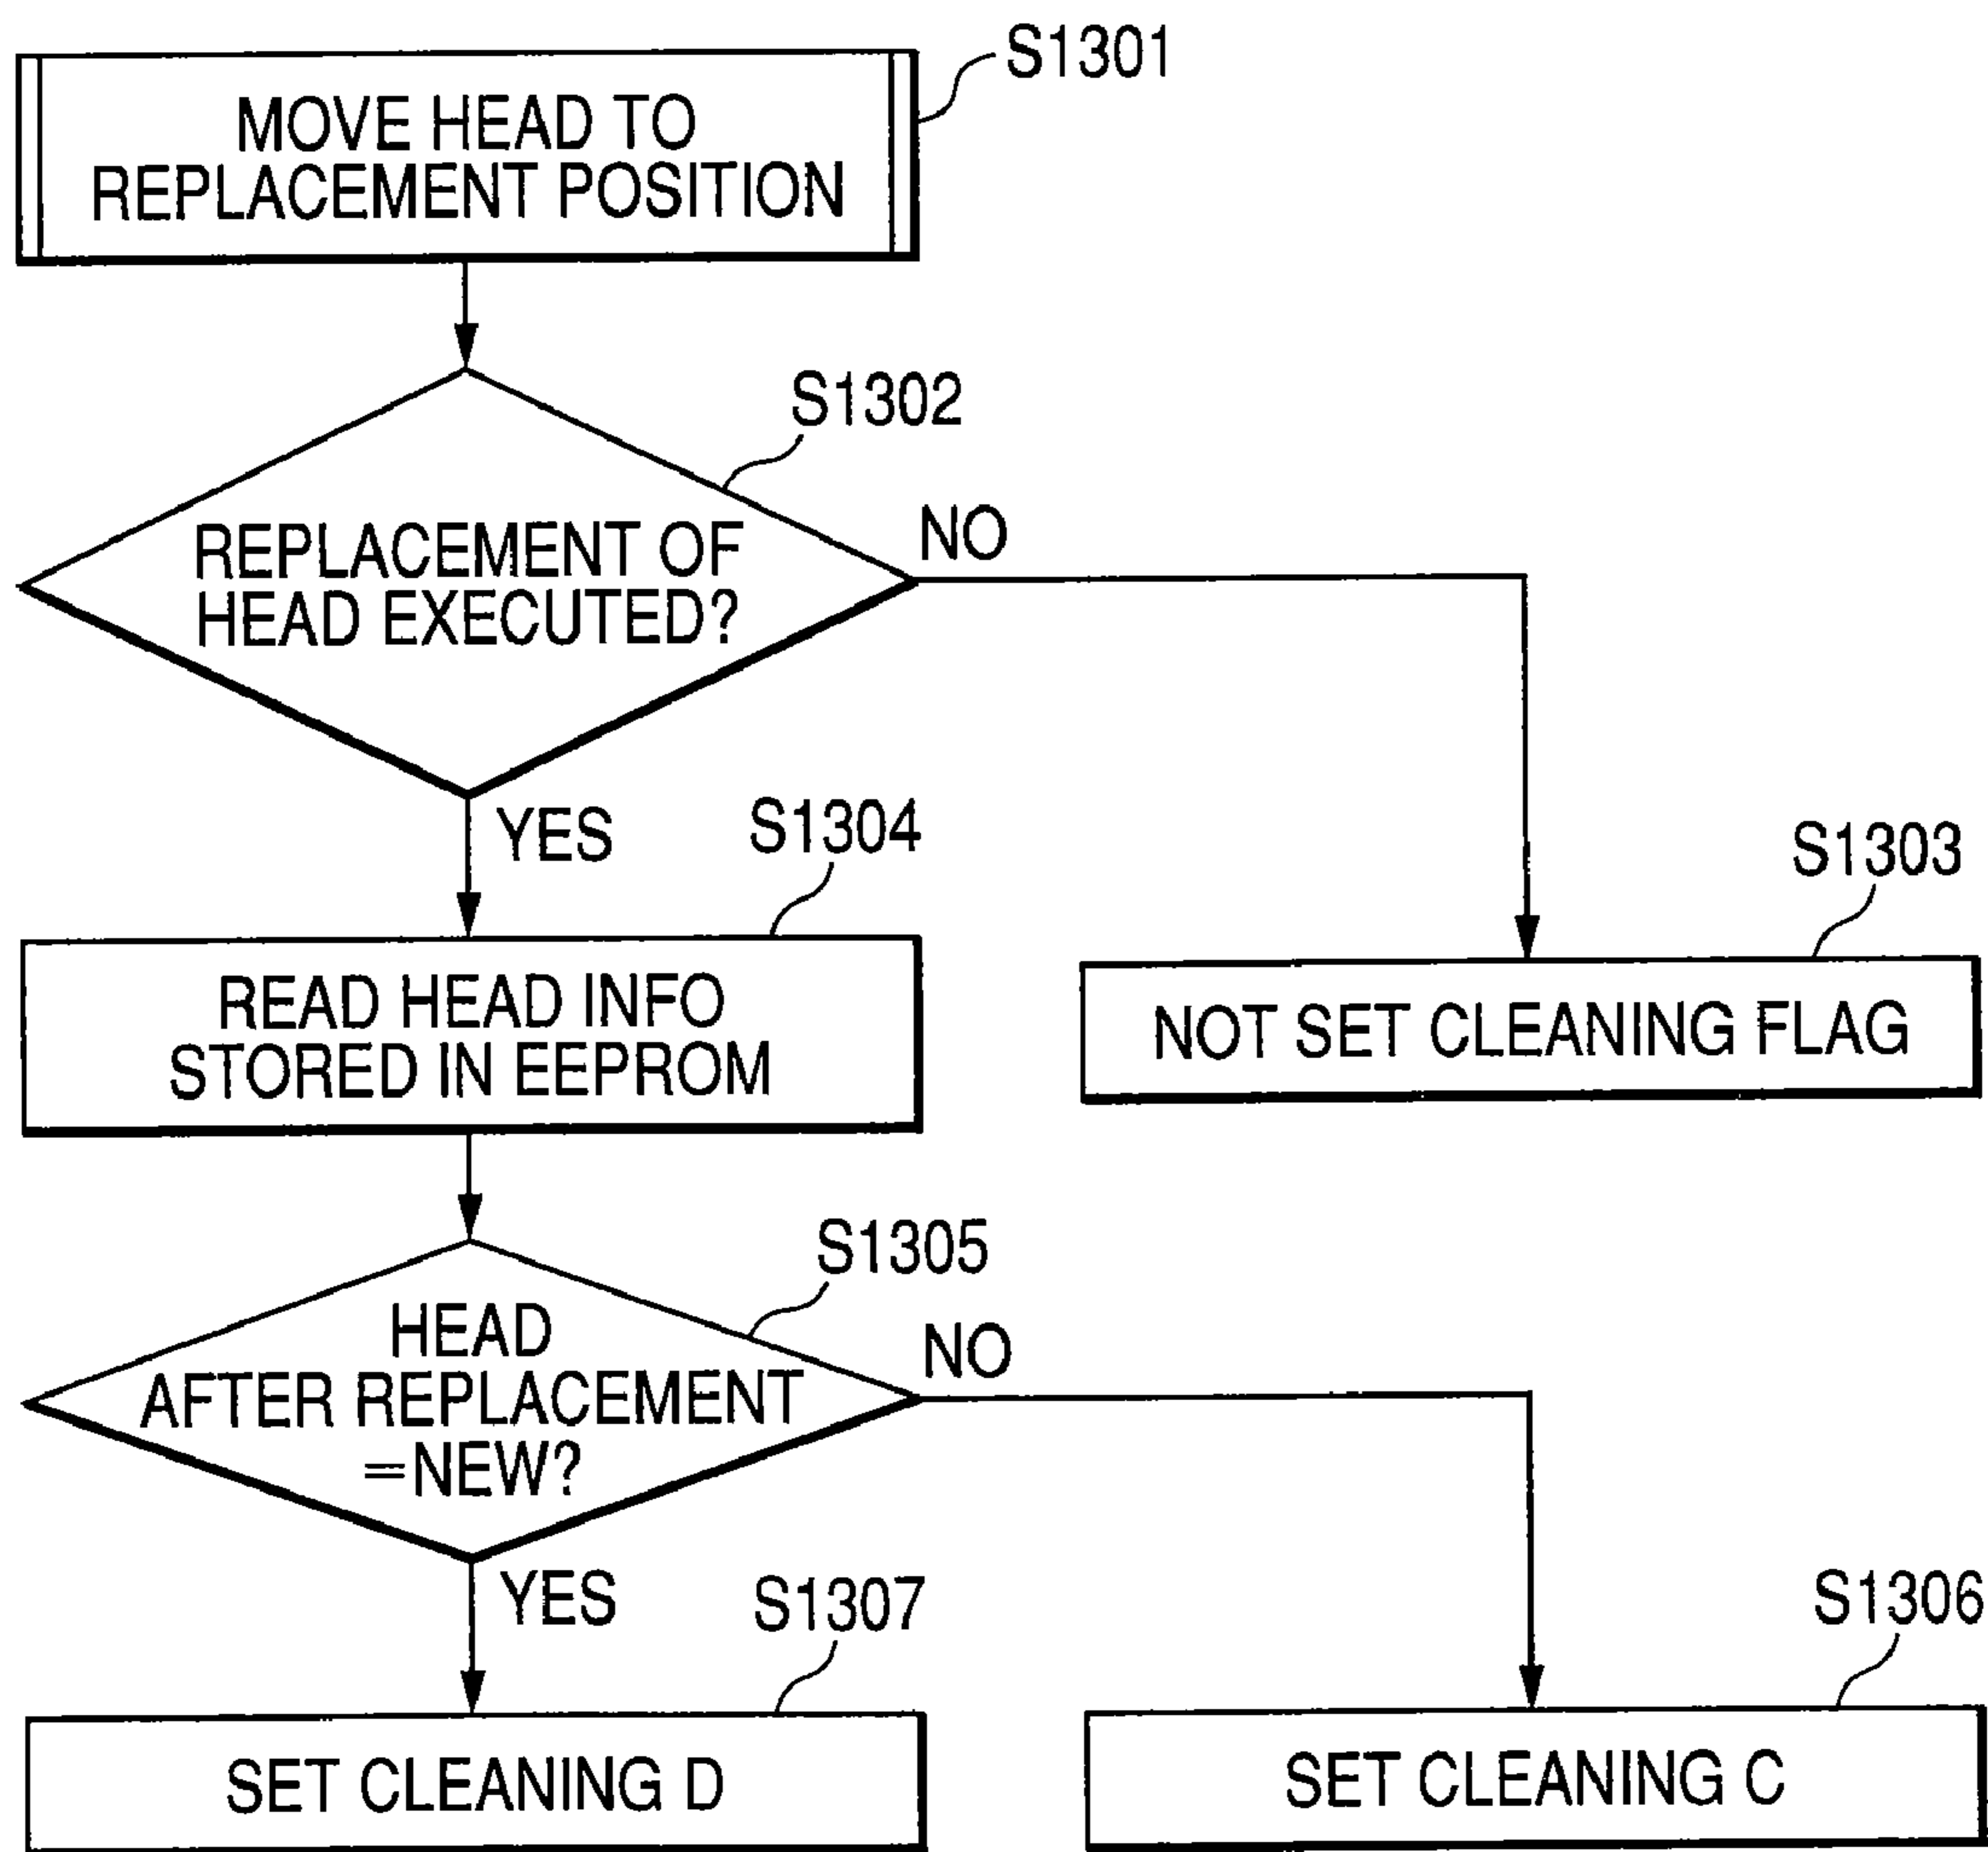 S1301
MOVE HEAD TO
REPLACEMENT POSITION
S1302
REPLACEMENT OF
HEAD EXECUTED?
NO
YES
S1304
S1303
READ HEAD INFO
STORED IN EEPROM
NOT SET CLEANING FLAG
S1305
HEAD
AFTER REPLACEMENT
=NEW?
NO
YES
S1307
S1306
SET CLEANING D
SET CLEANING C